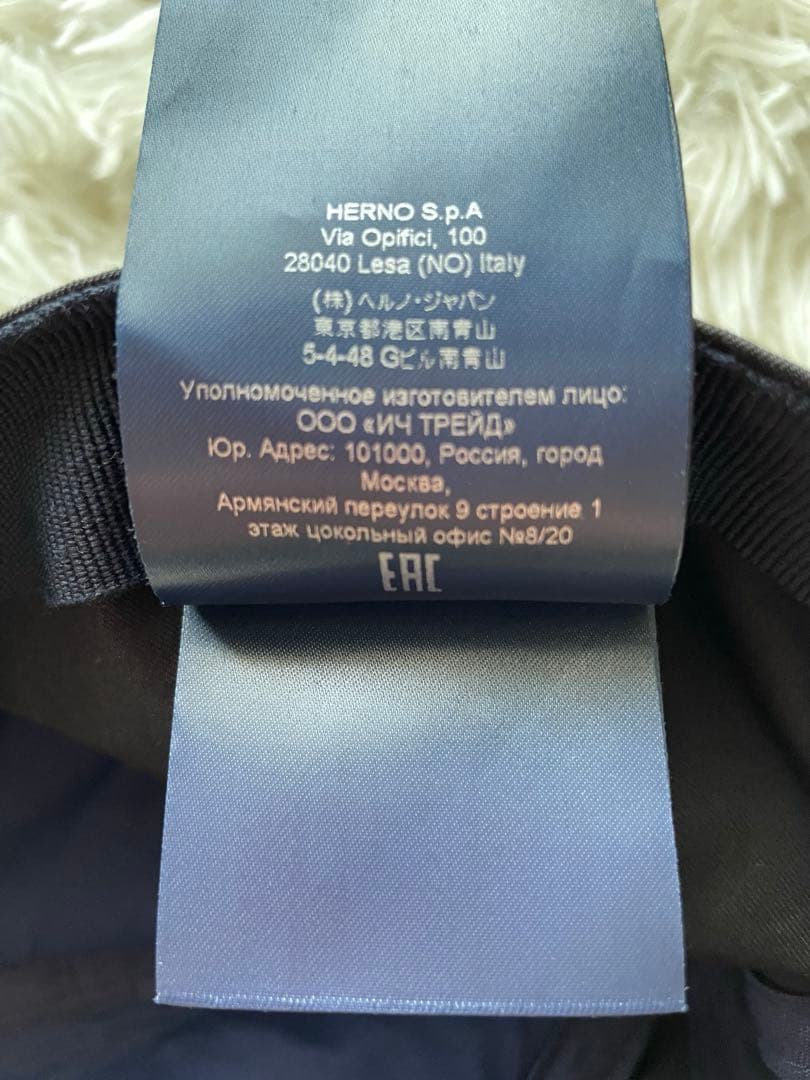 HERNO S.p.A
Via Opifici, 100
28040 Lesa (NO) Italy
(株)ヘルノ・ジャパン
東京都港区南青山
5-4-48 Gビル南青山
Уполномоченное изготовителем лицо:
ООО «ИЧ ТРЕЙД»
Юр. Адрес: 101000, Россия, город
Москва,
Армянский переулок 9 строение 1
этаж цокольный офис №8/20
EAC